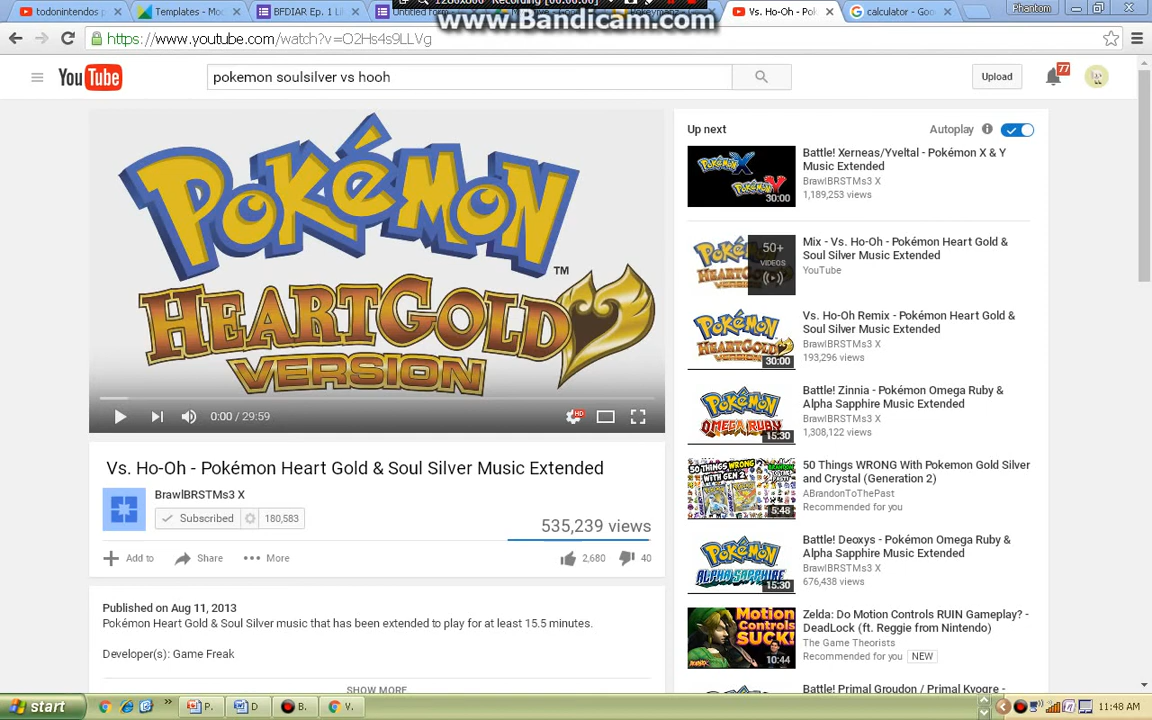 1280x800 Recording [00:00:00]
www.Bandicam.com
todonintendos p
Templates - Mozil
BFDIAR Ep. 1 Lik
Vs. Ho-Oh - Pok
calculator - Goo
Phantom
https://www.youtube.com/watch?v=O2Hs4s9LLVg
YouTube
pokemon soulsilver vs hooh
Upload
77
POKéMON
TM
HEARTGOLD
VERSION
0:00 / 29:59
HD
Vs. Ho-Oh - Pokémon Heart Gold & Soul Silver Music Extended
BrawlBRSTMs3 X
Subscribed
180,583
535,239 views
Add to
Share
More
2,680
40
Published on Aug 11, 2013
Pokémon Heart Gold & Soul Silver music that has been extended to play for at least 15.5 minutes.
Developer(s): Game Freak
SHOW MORE
Up next
Autoplay
30:00
Battle! Xerneas/Yveltal - Pokémon X & Y
Music Extended
BrawlBRSTMs3 X
1,189,253 views
50+
VIDEOS
Mix - Vs. Ho-Oh - Pokémon Heart Gold &
Soul Silver Music Extended
YouTube
30:00
Vs. Ho-Oh Remix - Pokémon Heart Gold &
Soul Silver Music Extended
BrawlBRSTMs3 X
193,296 views
15:30
Battle! Zinnia - Pokémon Omega Ruby &
Alpha Sapphire Music Extended
BrawlBRSTMs3 X
1,308,122 views
50 THINGS WRONG
5:48
50 Things WRONG With Pokemon Gold Silver
and Crystal (Generation 2)
ABrandonToThePast
Recommended for you
15:30
Battle! Deoxys - Pokémon Omega Ruby &
Alpha Sapphire Music Extended
BrawlBRSTMs3 X
676,438 views
Motion
Controls
SUCK!
10:44
Zelda: Do Motion Controls RUIN Gameplay? -
DeadLock (ft. Reggie from Nintendo)
The Game Theorists
Recommended for you
NEW
Battle! Primal Groudon / Primal Kyogre -
start
P.
D
B.
V.
11:48 AM